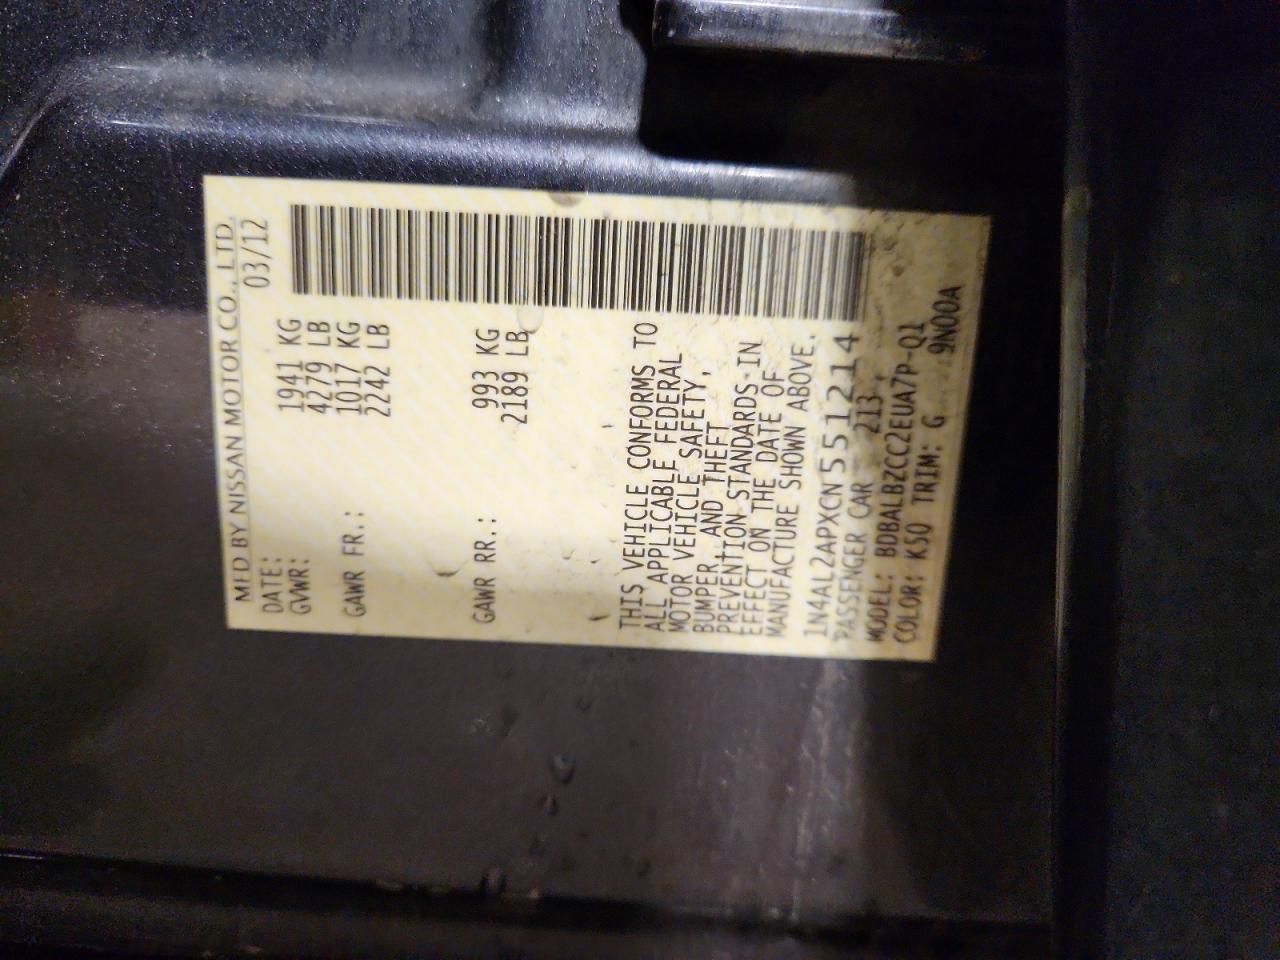 MFD BY NISSAN MOTOR CO., LTD.
DATE: 03/12
GVWR: 1941 KG
4279 LB
GAWR FR.: 1017 KG
2242 LB
GAWR RR.: 993 KG
2189 LB
THIS VEHICLE CONFORMS TO
ALL APPLICABLE FEDERAL
MOTOR VEHICLE SAFETY,
BUMPER AND THEFT
PREVENTION STANDARDS IN
EFFECT ON THE DATE OF
MANUFACTURE SHOWN ABOVE.
1N4AL2APXCN551214
PASSENGER CAR 213
MODEL: BDBALBZCC2EUA7P-Q1
COLOR: K50 TRIM: G 9N00A